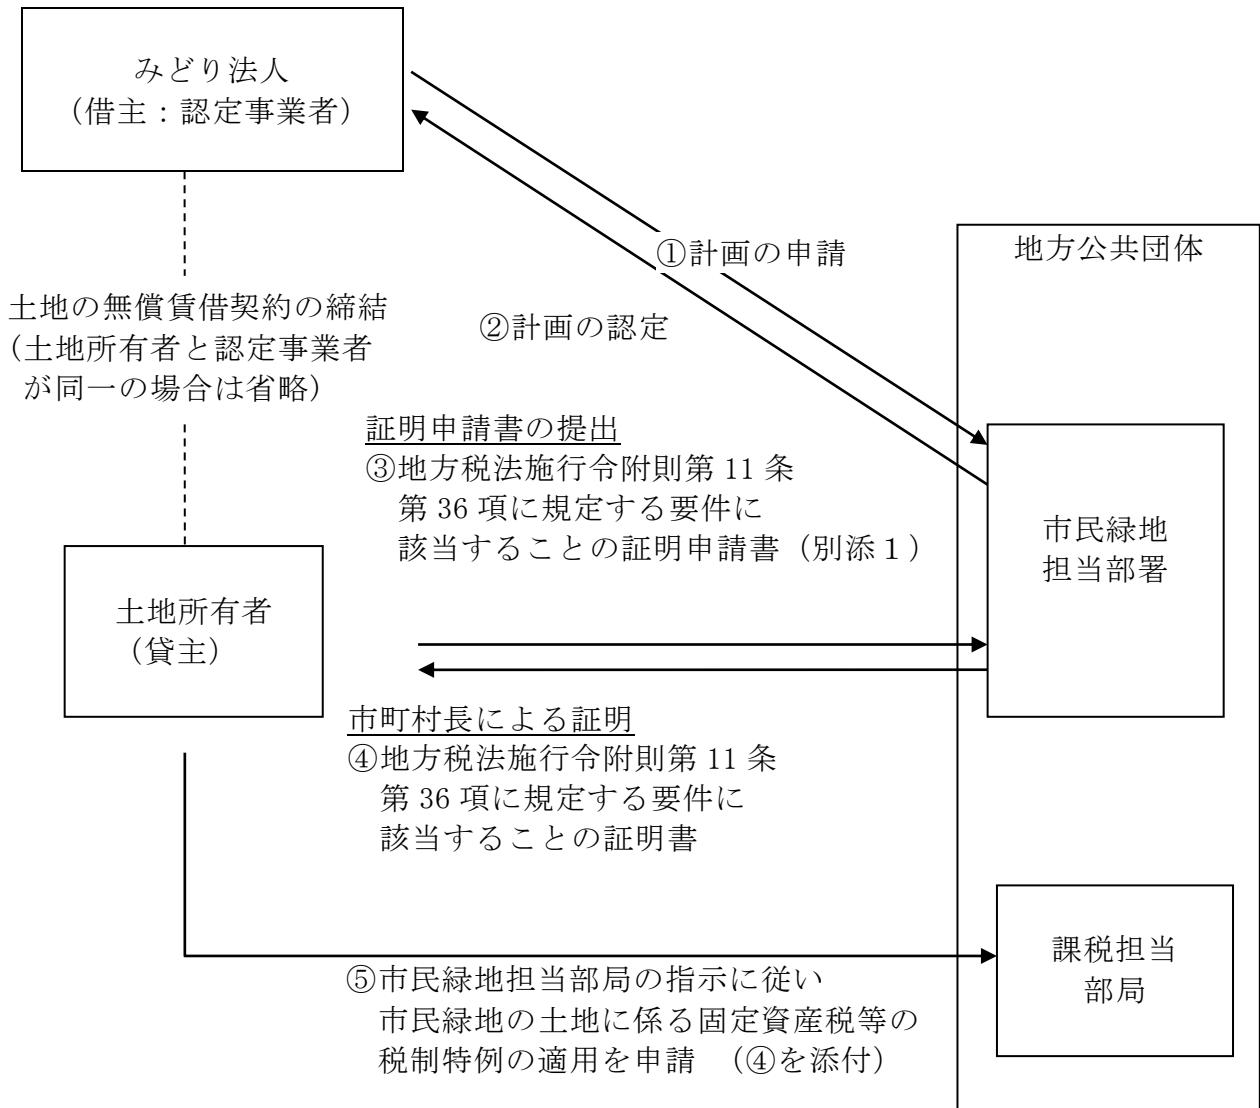 みどり法人
（借主：認定事業者）
①計画の申請
地方公共団体
②計画の認定
土地の無償賃借契約の締結
（土地所有者と認定事業者
が同一の場合は省略）
証明申請書の提出
③地方税法施行令附則第 11 条
第 36 項に規定する要件に
該当することの証明申請書（別添１）
市民緑地
担当部署
土地所有者
（貸主）
市町村長による証明
④地方税法施行令附則第 11 条
第 36 項に規定する要件に
該当することの証明書
課税担当
部局
⑤市民緑地担当部局の指示に従い
市民緑地の土地に係る固定資産税等の
税制特例の適用を申請　（④を添付）